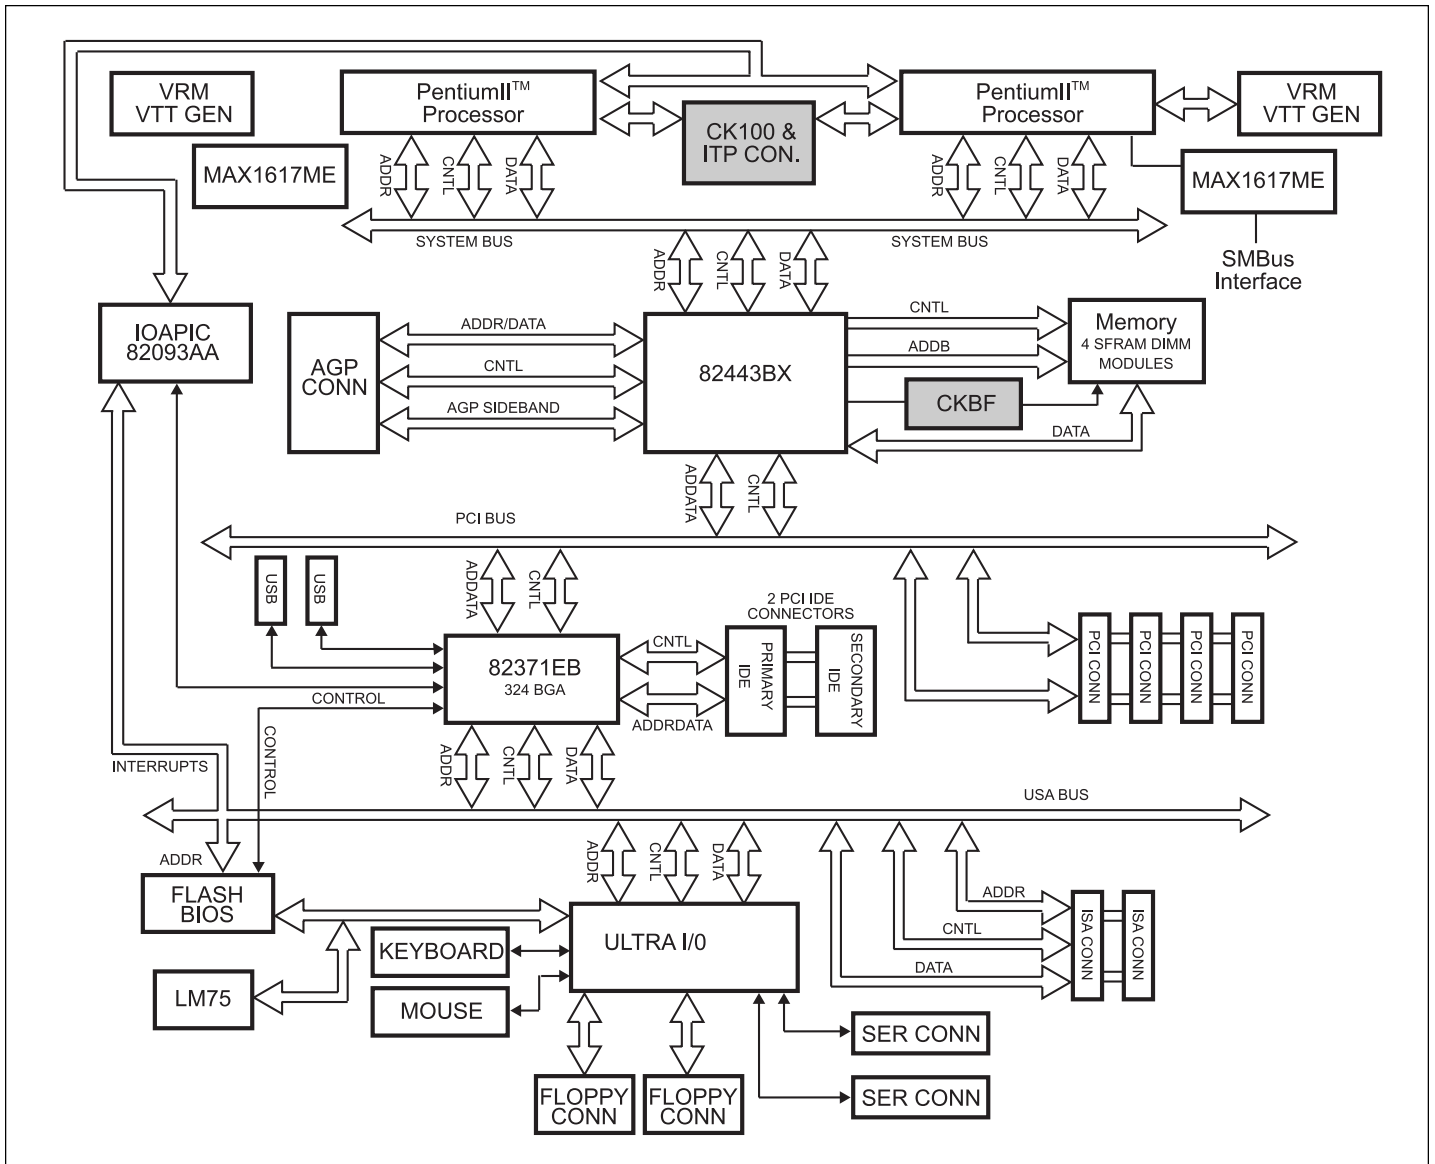 VRM
VTT GEN
PentiumII™
Processor
CK100 &
ITP CON.
PentiumII™
Processor
VRM
VTT GEN
MAX1617ME
ADDR
CNTL
DATA
ADDR
CNTL
DATA
MAX1617ME
SYSTEM BUS
SYSTEM BUS
SMBus
Interface
ADDR
CNTL
DATA
IOAPIC
82093AA
AGP
CONN
ADDR/DATA
CNTL
AGP SIDEBAND
82443BX
CNTL
ADDB
CKBF
DATA
Memory
4 SFRAM DIMM
MODULES
ADDATA
CNTL
PCI BUS
USB
USB
ADDATA
CNTL
82371EB
324 BGA
CNTL
ADDRDATA
2 PCI IDE
CONNECTORS
PRIMARY
IDE
SECONDARY
IDE
PCI CONN
PCI CONN
PCI CONN
PCI CONN
CONTROL
CONTROL
INTERRUPTS
ADDR
CNTL
DATA
USA BUS
ADDR
FLASH
BIOS
ADDR
CNTL
DATA
ULTRA I/0
KEYBOARD
MOUSE
LM75
ADDR
CNTL
DATA
ISA CONN
ISA CONN
FLOPPY
CONN
FLOPPY
CONN
SER CONN
SER CONN